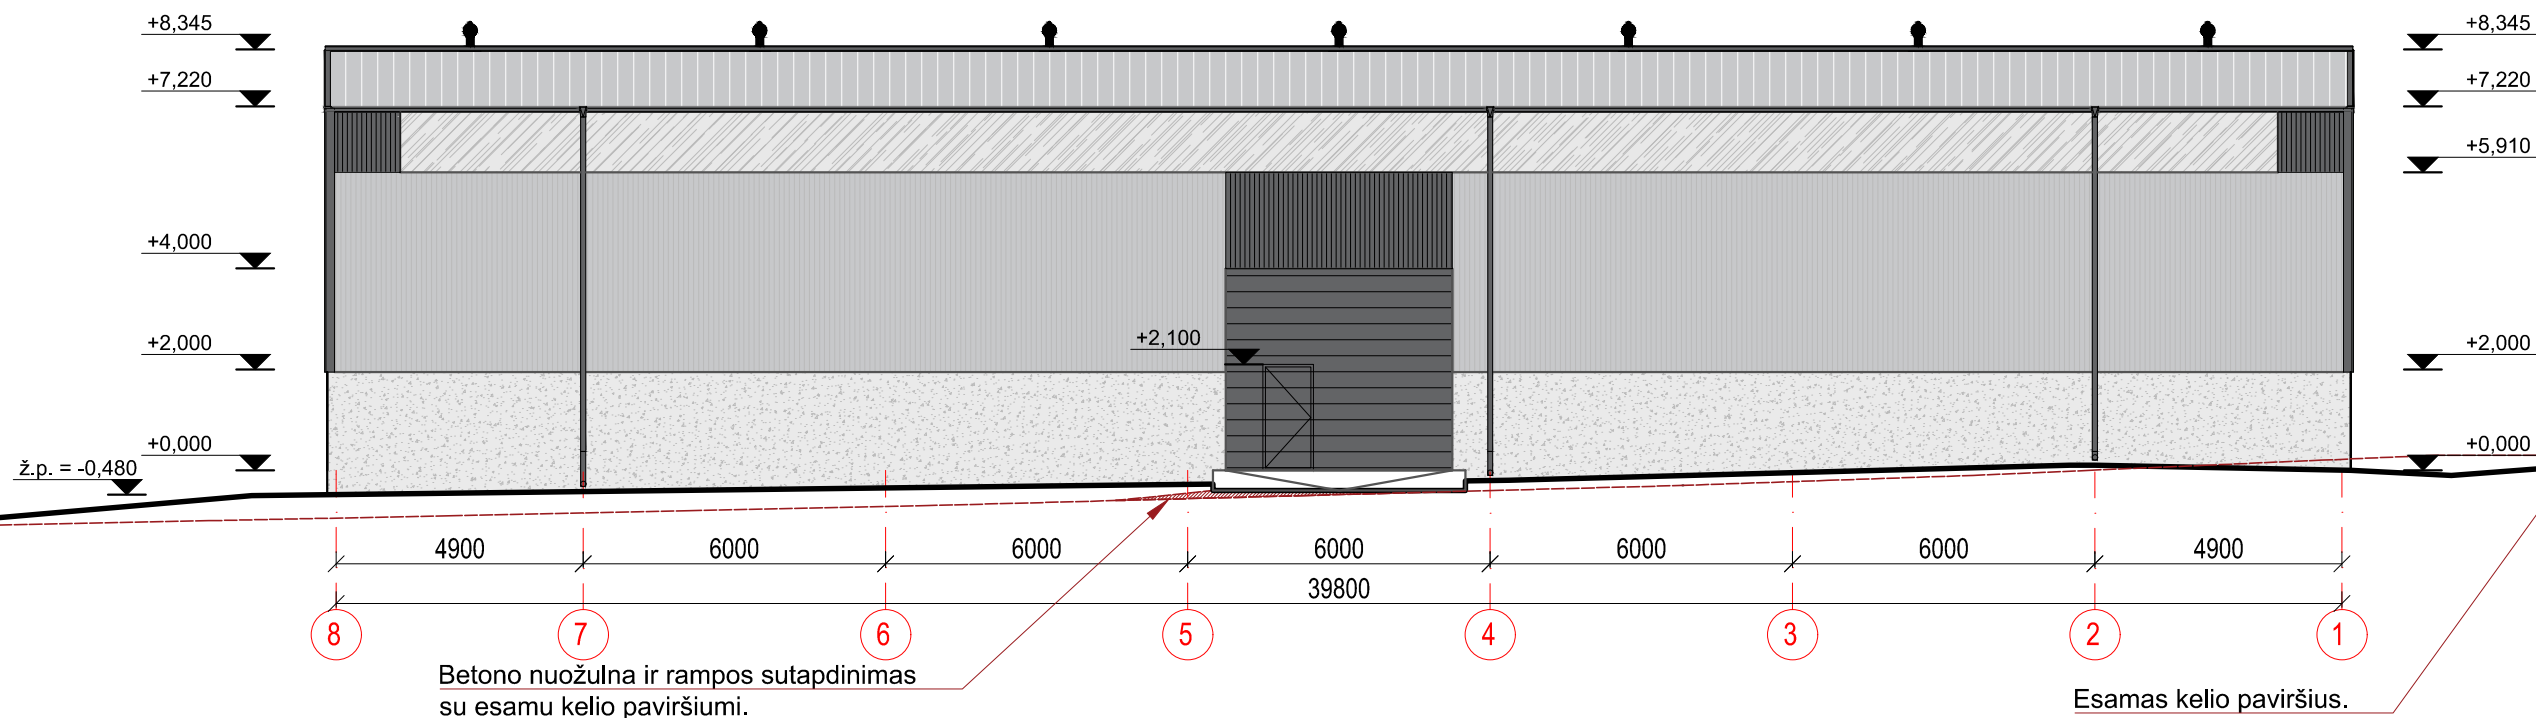 +8,345
+8,345
+7,220
+7,220
+5,910
+4,000
+2,100
+2,000
+2,000
+0,000
+0,000
ž.p. = -0,480
4900 6000 6000 6000 6000 6000 4900
39800
8 7 6 5 4 3 2 1
Betono nuožulna ir rampos sutapdinimas
su esamu kelio paviršiumi.
Esamas kelio paviršius.